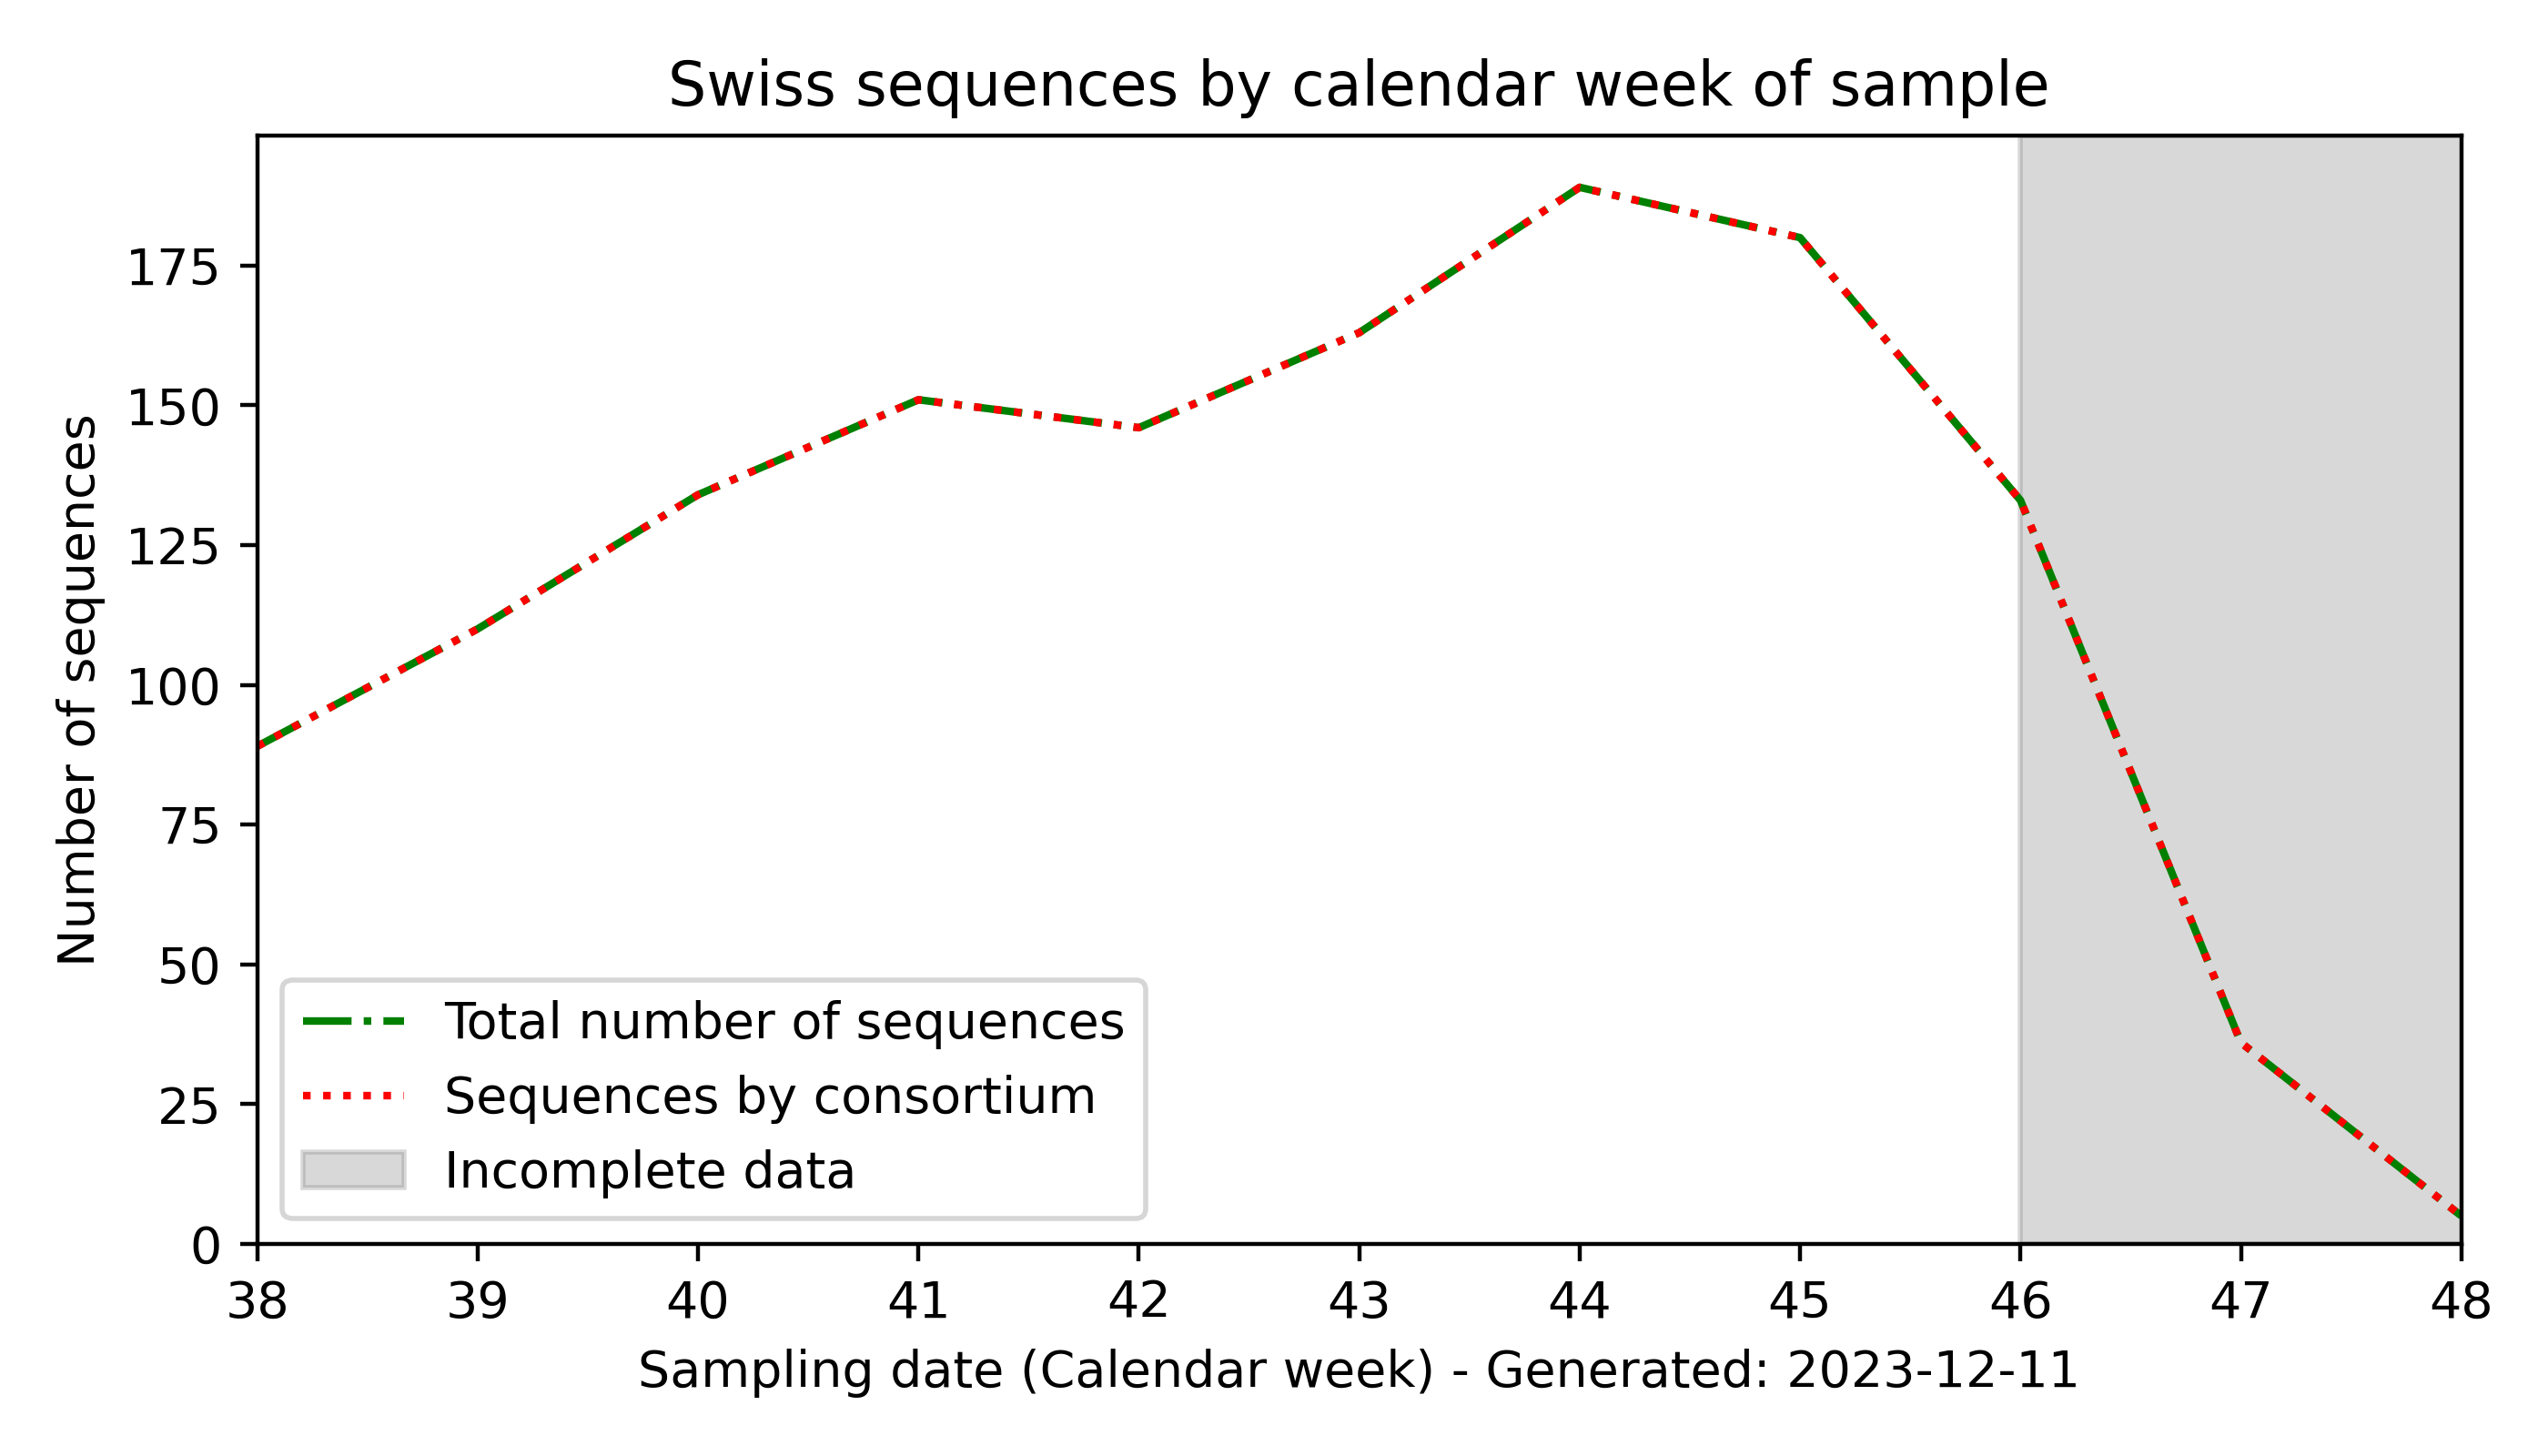 Swiss sequences by calendar week of sample
Number of sequences
175
150
125
100
75
50
25
0
Total number of sequences
Sequences by consortium
Incomplete data
38 39 40 41 42 43 44 45 46 47 48
Sampling date (Calendar week) - Generated: 2023-12-11